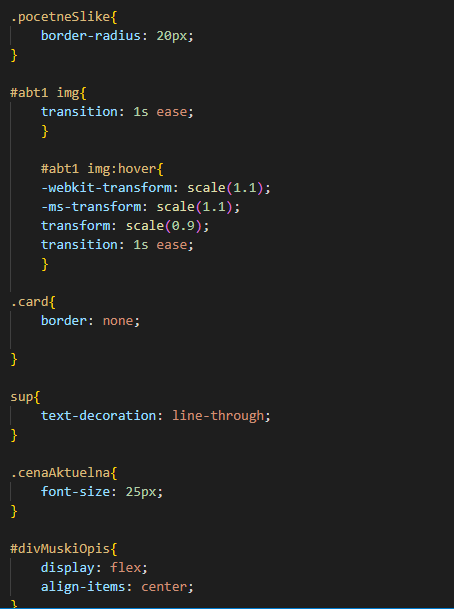 .pocetneSlike{
    border-radius: 20px;
}

#abt1 img{
    transition: 1s ease;
    }

    #abt1 img:hover{
    -webkit-transform: scale(1.1);
    -ms-transform: scale(1.1);
    transform: scale(0.9);
    transition: 1s ease;
    }

.card{
    border: none;

}

sup{
    text-decoration: line-through;
}

.cenaAktuelna{
    font-size: 25px;
}

#divMuskiOpis{
    display: flex;
    align-items: center;
}